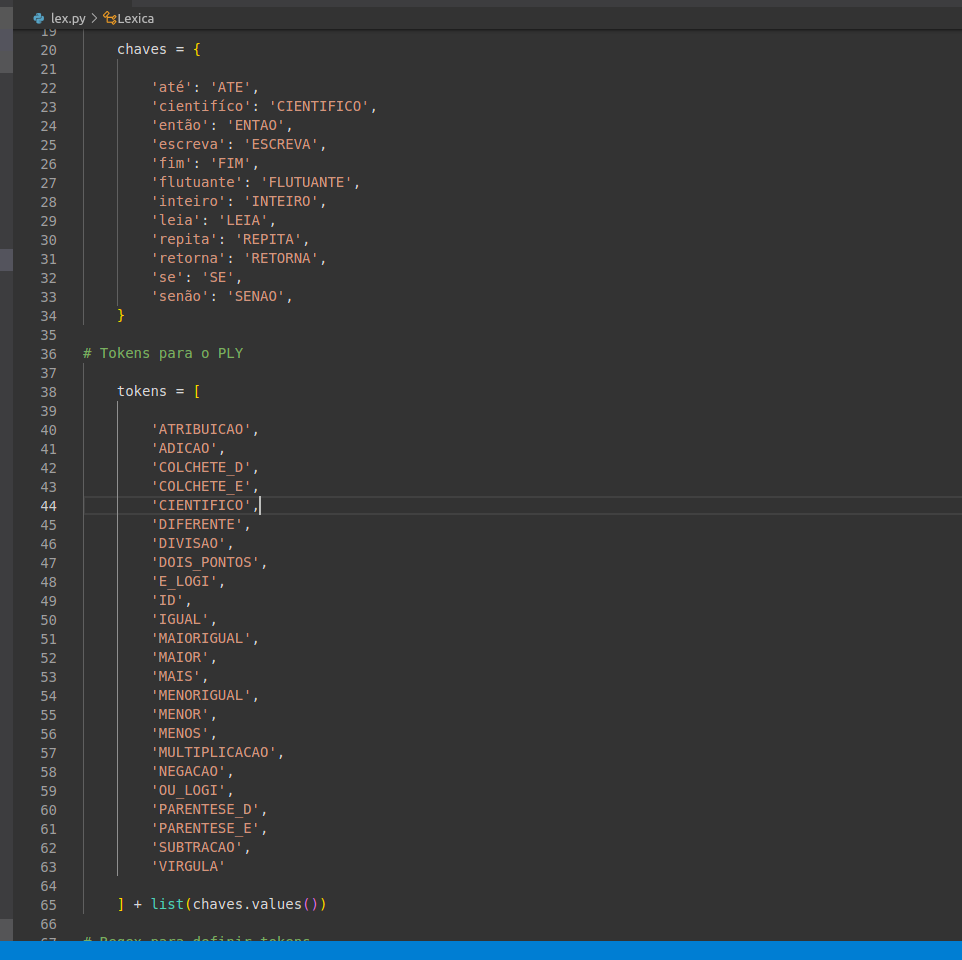 lex.py > Lexica
19
20 chaves = {
21
22 'até': 'ATE',
23 'científíco': 'CIENTIFICO',
24 'então': 'ENTAO',
25 'escreva': 'ESCREVA',
26 'fim': 'FIM',
27 'flutuante': 'FLUTUANTE',
28 'inteiro': 'INTEIRO',
29 'leia': 'LEIA',
30 'repita': 'REPITA',
31 'retorna': 'RETORNA',
32 'se': 'SE',
33 'senão': 'SENAO',
34 }
35
36 # Tokens para o PLY
37
38 tokens = [
39
40 'ATRIBUICAO',
41 'ADICAO',
42 'COLCHETE_D',
43 'COLCHETE_E',
44 'CIENTIFICO',
45 'DIFERENTE',
46 'DIVISAO',
47 'DOIS_PONTOS',
48 'E_LOGI',
49 'ID',
50 'IGUAL',
51 'MAIORIGUAL',
52 'MAIOR',
53 'MAIS',
54 'MENORIGUAL',
55 'MENOR',
56 'MENOS',
57 'MULTIPLICACAO',
58 'NEGACAO',
59 'OU_LOGI',
60 'PARENTESE_D',
61 'PARENTESE_E',
62 'SUBTRACAO',
63 'VIRGULA'
64
65 ] + list(chaves.values())
66
67 # Regex para definir tokens